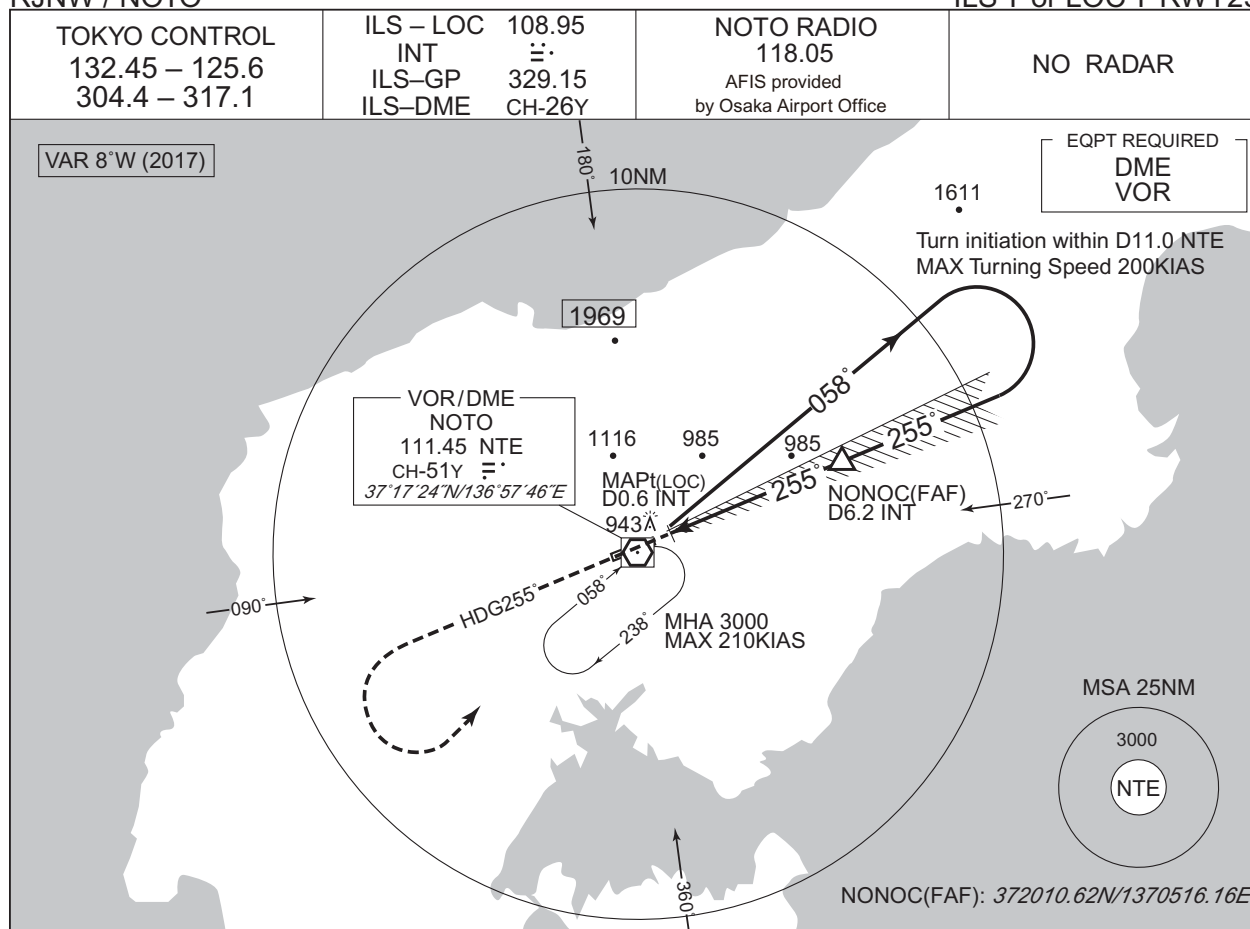 RJNW / NOTO
TOKYO CONTROL
132.45 – 125.6
304.4 – 317.1
ILS – LOC 108.95
INT
ILS–GP 329.15
ILS–DME CH-26Y
NOTO RADIO
118.05
AFIS provided
by Osaka Airport Office
NO RADAR
VAR 8°W (2017)
180°
10NM
EQPT REQUIRED
DME
VOR
1611
Turn initiation within D11.0 NTE
MAX Turning Speed 200KIAS
1969
058°
VOR/DME
NOTO
111.45 NTE
CH-51Y
37°17′24″N/136°57′46″E
1116
985
985
255°
255°
MAPt(LOC)
D0.6 INT
NONOC(FAF)
D6.2 INT
270°
943
090°
HDG255°
058°
238°
MHA 3000
MAX 210KIAS
MSA 25NM
3000
NTE
360°
NONOC(FAF): 372010.62N/1370516.16E